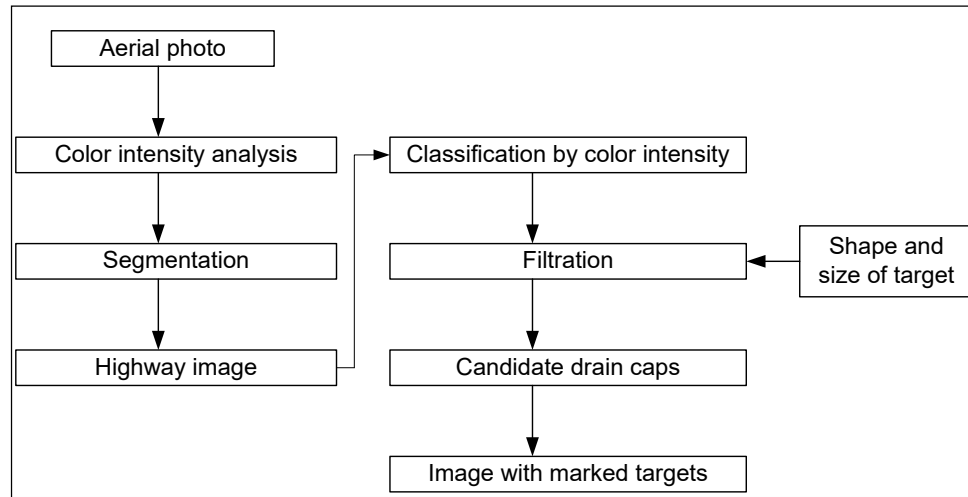 Aerial photo
Color intensity analysis
Segmentation
Highway image
Classification by color intensity
Filtration
Shape and
size of target
Candidate drain caps
Image with marked targets